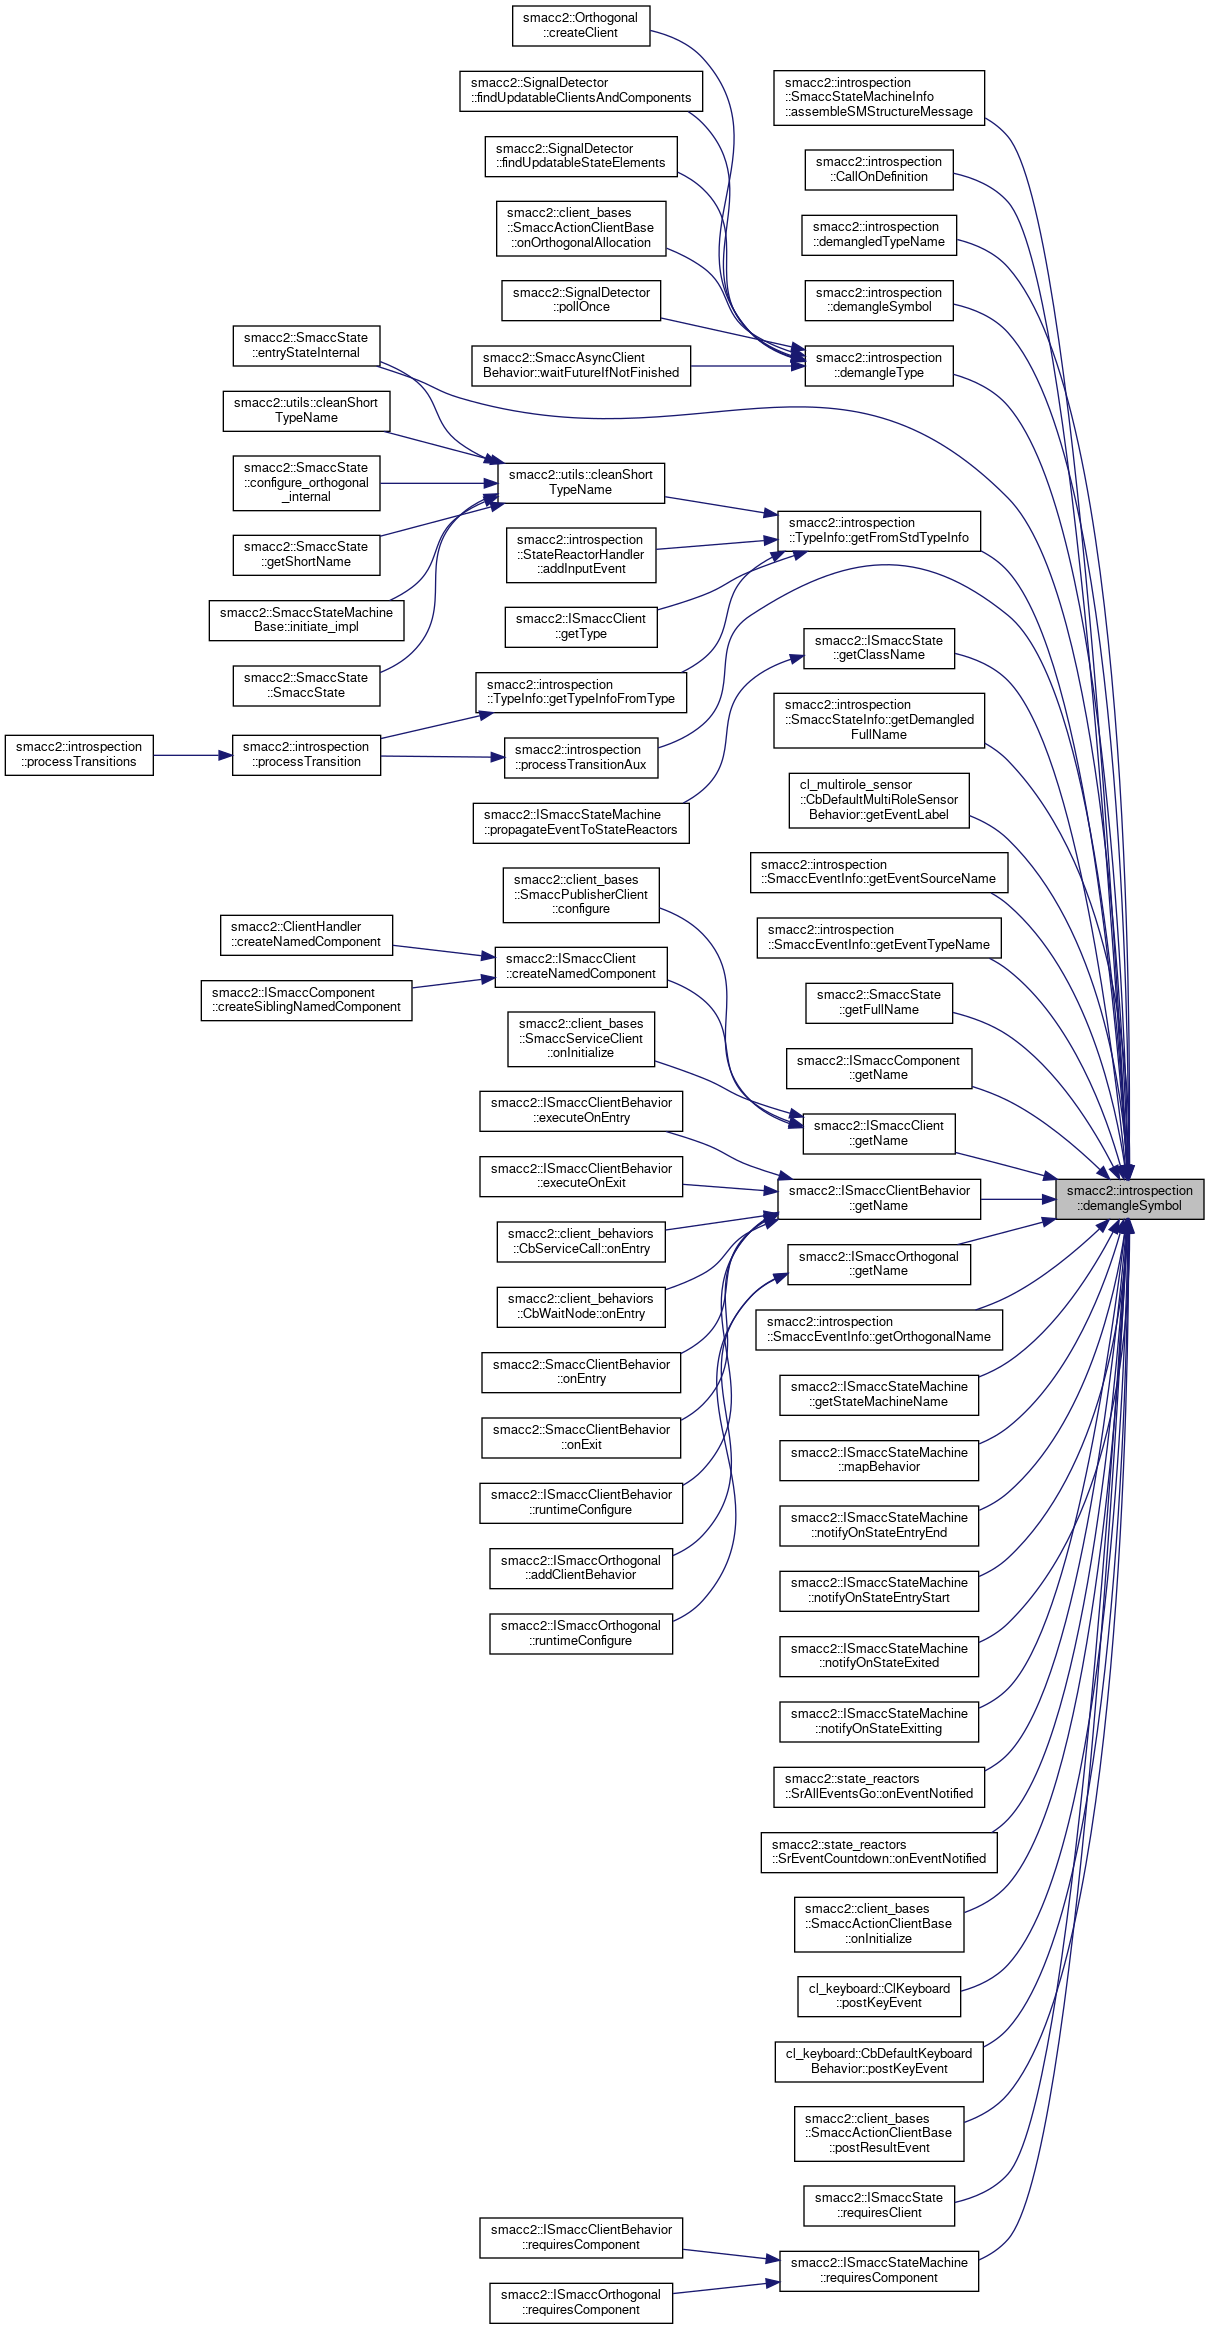 smacc2::Orthogonal
::createClient
smacc2::SignalDetector
::findUpdatableClientsAndComponents
smacc2::SignalDetector
::findUpdatableStateElements
smacc2::client_bases
::SmaccActionClientBase
::onOrthogonalAllocation
smacc2::SignalDetector
::pollOnce
smacc2::SmaccAsyncClient
Behavior::waitFutureIfNotFinished
smacc2::introspection
::SmaccStateMachineInfo
::assembleSMStructureMessage
smacc2::introspection
::CallOnDefinition
smacc2::introspection
::demangledTypeName
smacc2::introspection
::demangleSymbol
smacc2::introspection
::demangleType
smacc2::SmaccState
::entryStateInternal
smacc2::utils::cleanShort
TypeName
smacc2::SmaccState
::configure_orthogonal
_internal
smacc2::SmaccState
::getShortName
smacc2::SmaccStateMachine
Base::initiate_impl
smacc2::SmaccState
::SmaccState
smacc2::introspection
::processTransitions
smacc2::introspection
::processTransition
smacc2::utils::cleanShort
TypeName
smacc2::introspection
::StateReactorHandler
::addInputEvent
smacc2::ISmaccClient
::getType
smacc2::introspection
::TypeInfo::getTypeInfoFromType
smacc2::introspection
::processTransitionAux
smacc2::ISmaccStateMachine
::propagateEventToStateReactors
smacc2::introspection
::TypeInfo::getFromStdTypeInfo
smacc2::ISmaccState
::getClassName
smacc2::introspection
::SmaccStateInfo::getDemangled
FullName
cl_multirole_sensor
::CbDefaultMultiRoleSensor
Behavior::getEventLabel
smacc2::introspection
::SmaccEventInfo::getEventSourceName
smacc2::introspection
::SmaccEventInfo::getEventTypeName
smacc2::SmaccState
::getFullName
smacc2::ISmaccComponent
::getName
smacc2::ISmaccClient
::getName
smacc2::client_bases
::SmaccPublisherClient
::configure
smacc2::ClientHandler
::createNamedComponent
smacc2::ISmaccComponent
::createSiblingNamedComponent
smacc2::ISmaccClient
::createNamedComponent
smacc2::client_bases
::SmaccServiceClient
::onInitialize
smacc2::ISmaccClientBehavior
::executeOnEntry
smacc2::ISmaccClientBehavior
::executeOnExit
smacc2::client_behaviors
::CbServiceCall::onEntry
smacc2::client_behaviors
::CbWaitNode::onEntry
smacc2::SmaccClientBehavior
::onEntry
smacc2::SmaccClientBehavior
::onExit
smacc2::ISmaccClientBehavior
::runtimeConfigure
smacc2::ISmaccOrthogonal
::addClientBehavior
smacc2::ISmaccOrthogonal
::runtimeConfigure
smacc2::ISmaccClientBehavior
::getName
smacc2::introspection
::demangleSymbol
smacc2::ISmaccOrthogonal
::getName
smacc2::introspection
::SmaccEventInfo::getOrthogonalName
smacc2::ISmaccStateMachine
::getStateMachineName
smacc2::ISmaccStateMachine
::mapBehavior
smacc2::ISmaccStateMachine
::notifyOnStateEntryEnd
smacc2::ISmaccStateMachine
::notifyOnStateEntryStart
smacc2::ISmaccStateMachine
::notifyOnStateExited
smacc2::ISmaccStateMachine
::notifyOnStateExitting
smacc2::state_reactors
::SrAllEventsGo::onEventNotified
smacc2::state_reactors
::SrEventCountdown::onEventNotified
smacc2::client_bases
::SmaccActionClientBase
::onInitialize
cl_keyboard::ClKeyboard
::postKeyEvent
cl_keyboard::CbDefaultKeyboard
Behavior::postKeyEvent
smacc2::client_bases
::SmaccActionClientBase
::postResultEvent
smacc2::ISmaccState
::requiresClient
smacc2::ISmaccClientBehavior
::requiresComponent
smacc2::ISmaccOrthogonal
::requiresComponent
smacc2::ISmaccStateMachine
::requiresComponent